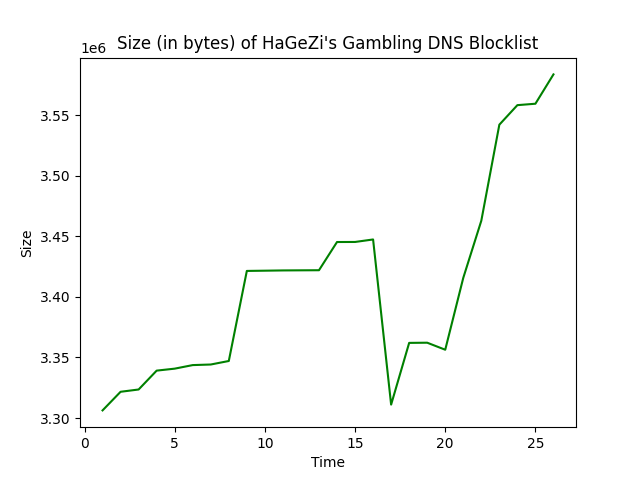 Size (in bytes) of HaGeZi's Gambling DNS Blocklist
1e6
3.55
3.50
3.45
3.40
3.35
3.30
Size
0 5 10 15 20 25
Time